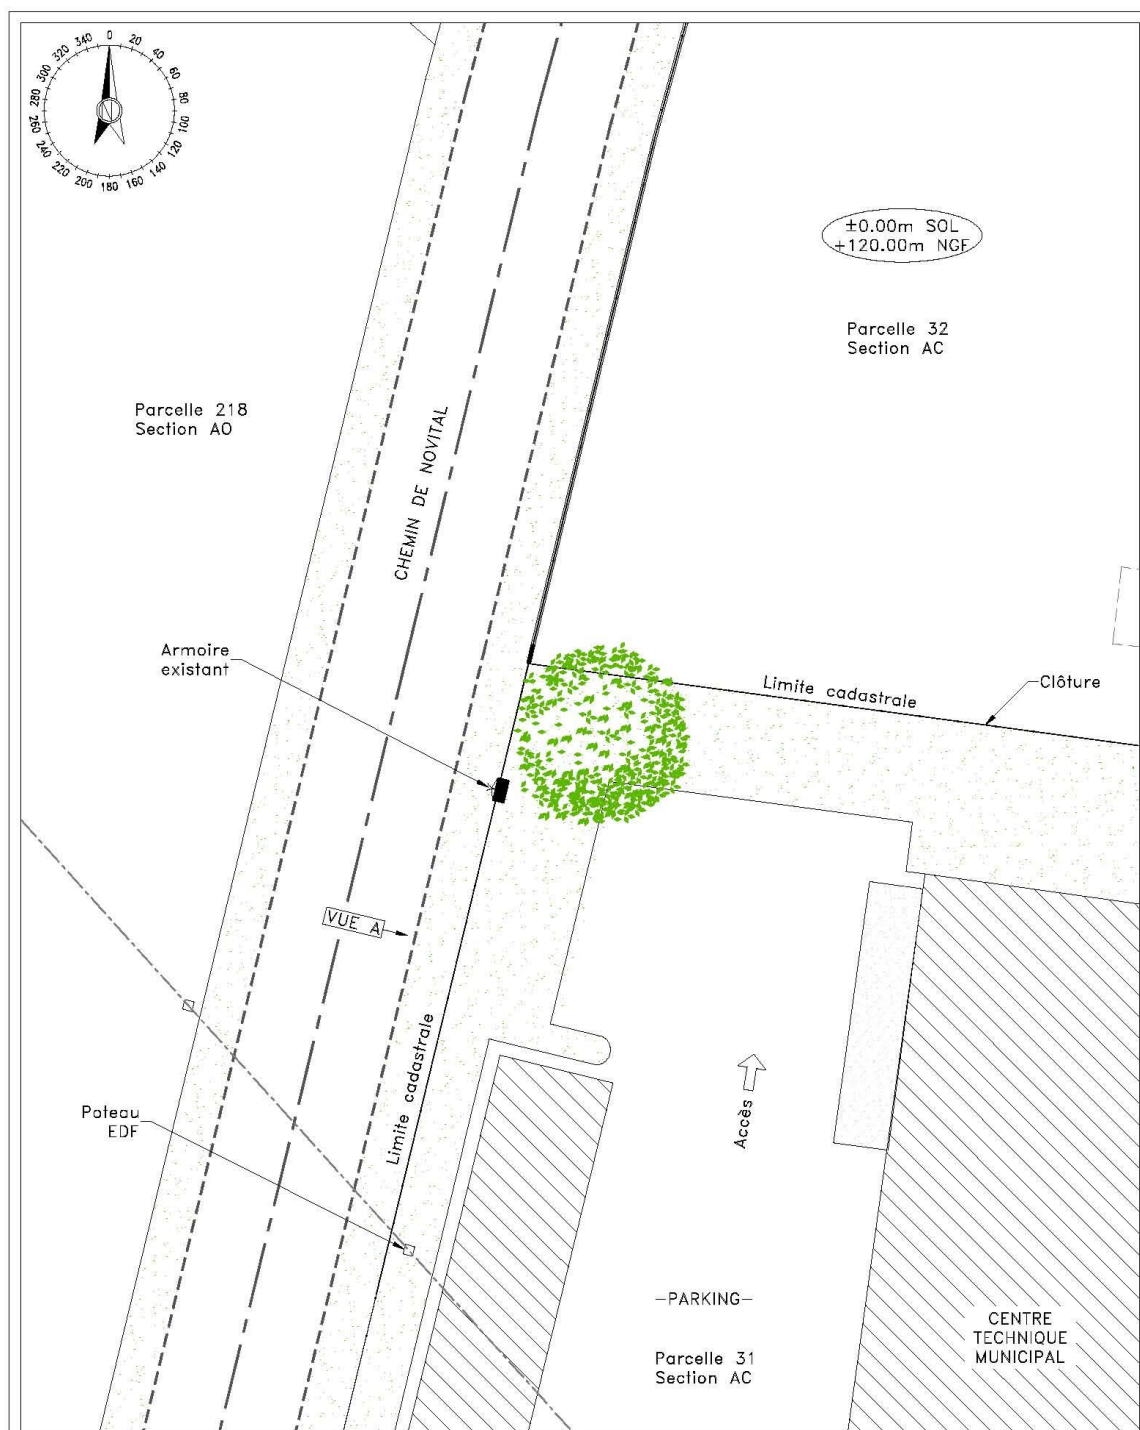 0
20
40
60
80
100
120
140
160
180
200
220
240
260
280
300
320
340
±0.00m SOL
+120.00m NGF
Parcelle 32
Section AC
Parcelle 218
Section AO
CHEMIN DE NOVITAL
Armoire
existant
Limite cadastrale
Clôture
VUE A
Limite cadastrale
Poteau
EDF
Accès
-PARKING-
Parcelle 31
Section AC
CENTRE
TECHNIQUE
MUNICIPAL